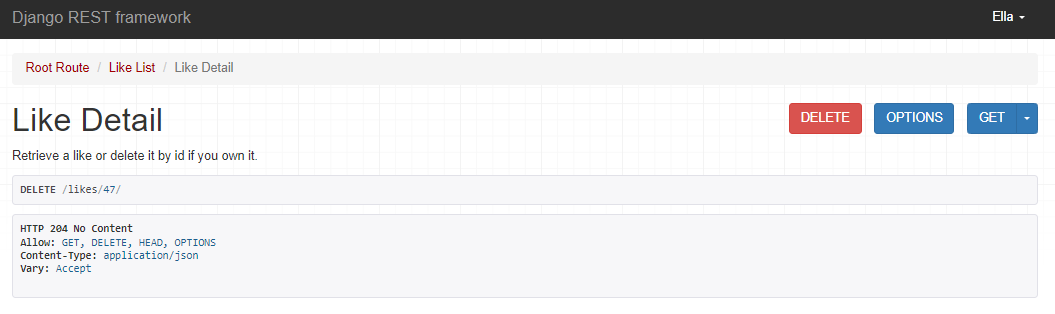 Django REST framework
Ella
Root Route / Like List / Like Detail
Like Detail
DELETE
OPTIONS
GET
Retrieve a like or delete it by id if you own it.
DELETE /likes/47/
HTTP 204 No Content
Allow: GET, DELETE, HEAD, OPTIONS
Content-Type: application/json
Vary: Accept